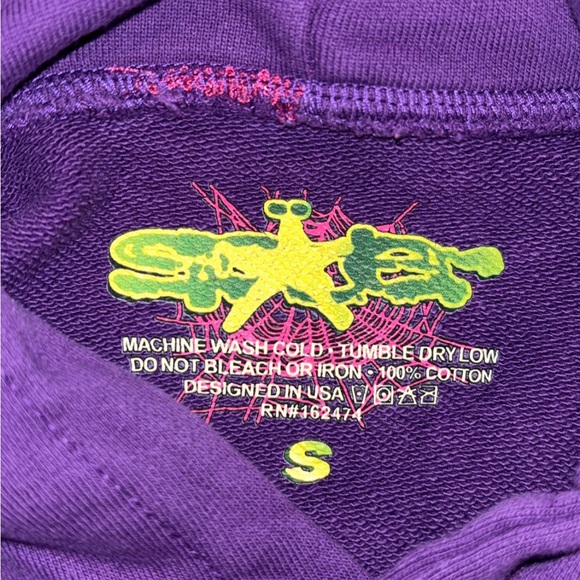 MACHINE WASH COLD · TUMBLE DRY LOW
DO NOT BLEACH OR IRON · 100% COTTON
DESIGNED IN USA
RN#162474
S